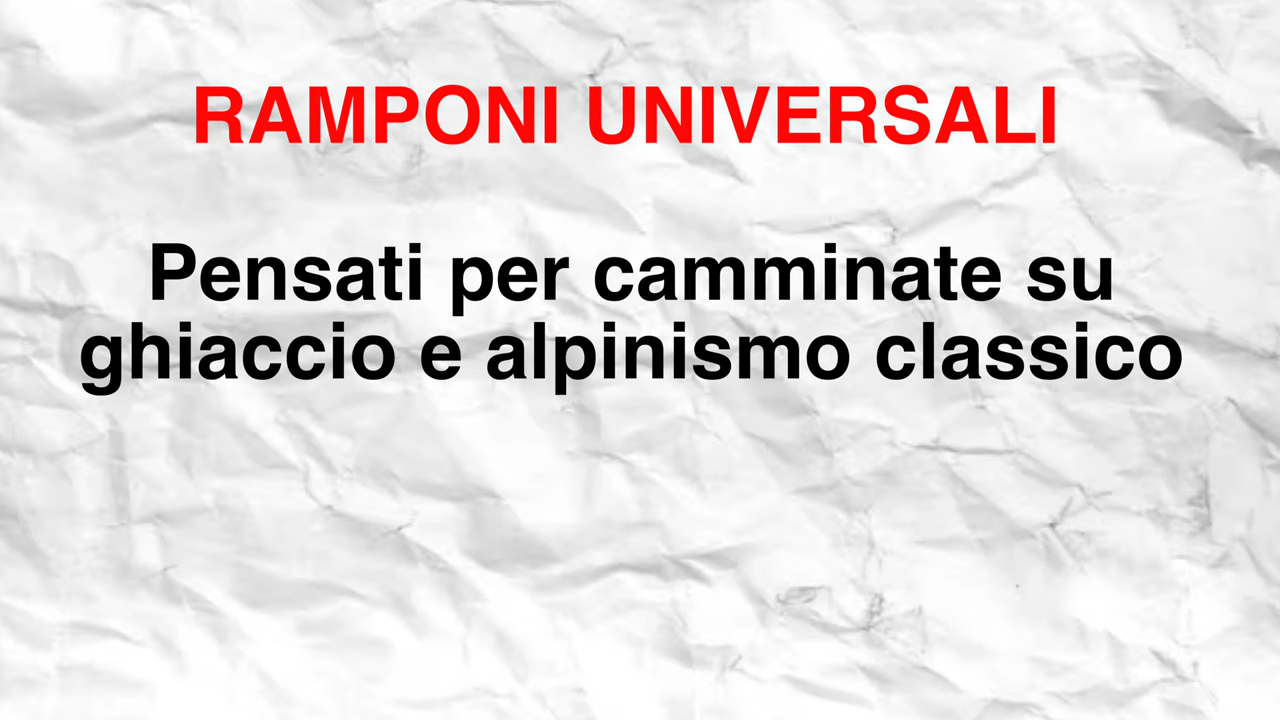 RAMPONI UNIVERSALI
Pensati per camminate su
ghiaccio e alpinismo classico